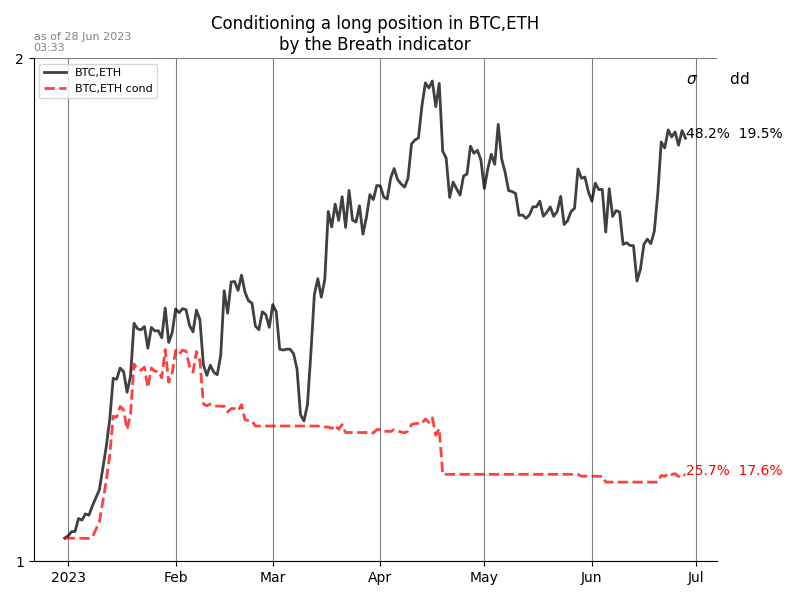 Conditioning a long position in BTC,ETH
by the Breath indicator
as of 28 Jun 2023
03:33
2
BTC,ETH
BTC,ETH cond
σ dd
48.2% 19.5%
25.7% 17.6%
1
2023 Feb Mar Apr May Jun Jul